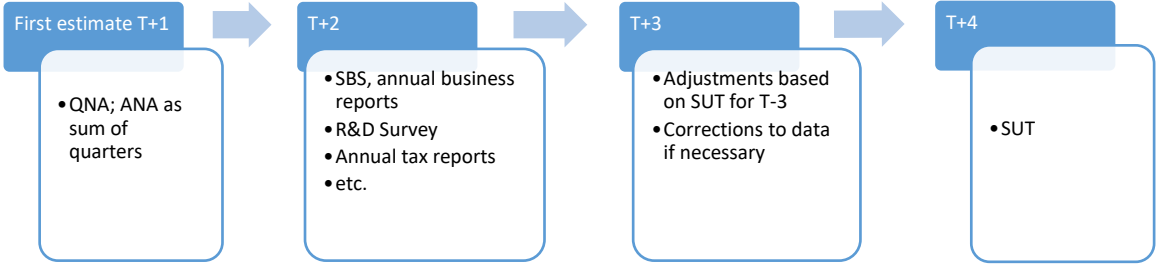 First estimate T+1
•QNA; ANA as
sum of
quarters
T+2
•SBS, annual business
reports
•R&D Survey
•Annual tax reports
•etc.
T+3
•Adjustments based
on SUT for T-3
•Corrections to data
if necessary
T+4
•SUT